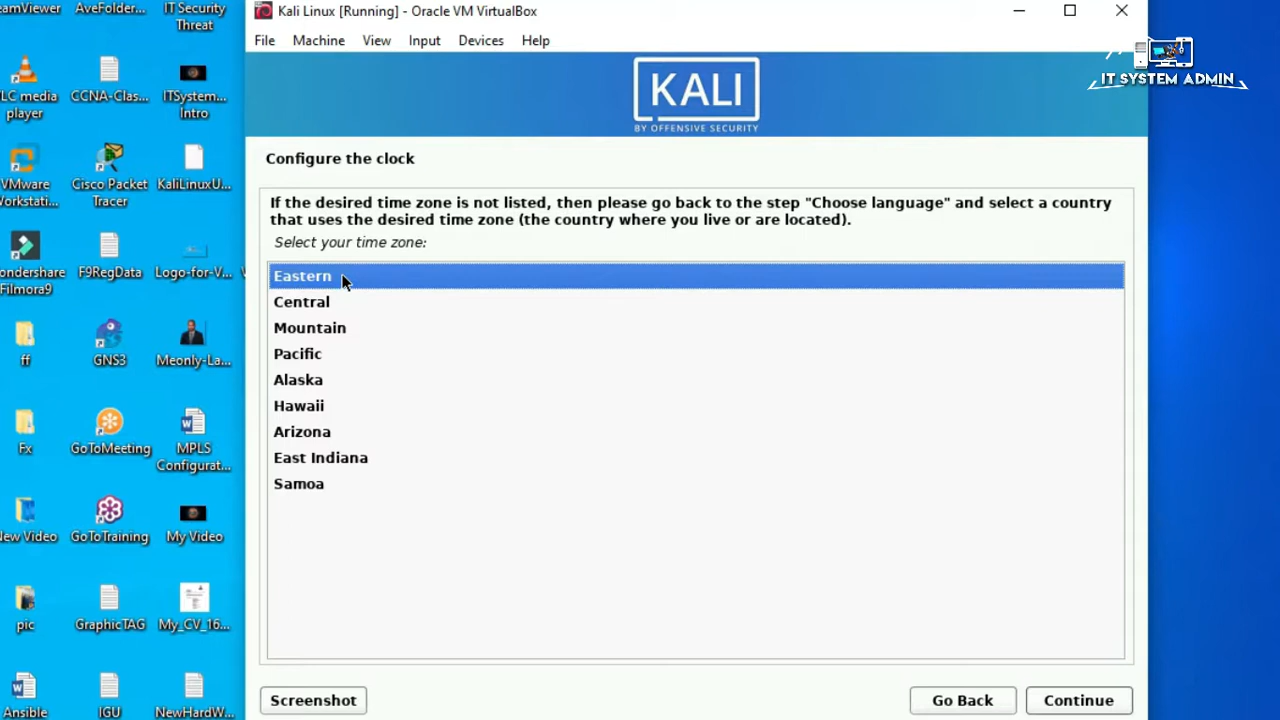 eamViewer
AveFolder...
IT Security
Threat
LC media
player
CCNA-Clas...
ITSystem...
Intro
VMware
Workstati...
Cisco Packet
Tracer
KaliLinuxU...
ondershare
Filmora9
F9RegData
Logo-for-V...
ff
GNS3
Meonly-La...
Fx
GoToMeeting
MPLS
Configurat...
New Video
GoToTraining
My Video
pic
GraphicTAG
My_CV_16...
Ansible
IGU
NewHardW...
Kali Linux [Running] - Oracle VM VirtualBox
File Machine View Input Devices Help
KALI
BY OFFENSIVE SECURITY
IT SYSTEM ADMIN
Configure the clock
If the desired time zone is not listed, then please go back to the step "Choose language" and select a country
that uses the desired time zone (the country where you live or are located).
Select your time zone:
Eastern
Central
Mountain
Pacific
Alaska
Hawaii
Arizona
East Indiana
Samoa
Screenshot
Go Back
Continue